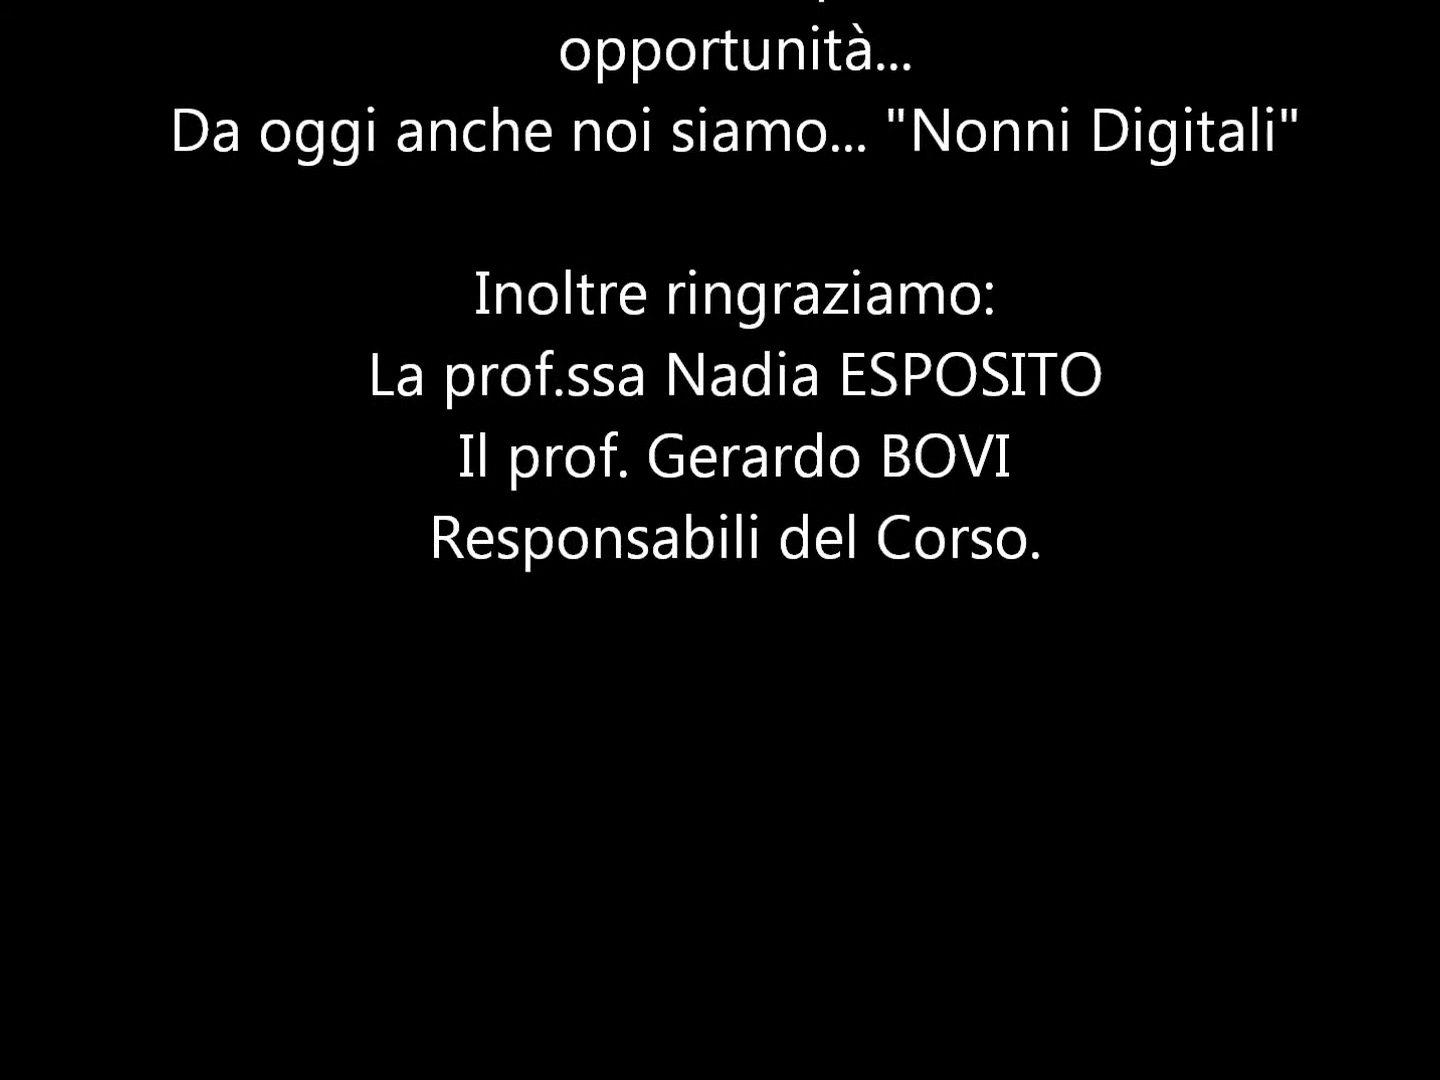 opportunità...
Da oggi anche noi siamo... "Nonni Digitali"
Inoltre ringraziamo:
La prof.ssa Nadia ESPOSITO
Il prof. Gerardo BOVI
Responsabili del Corso.